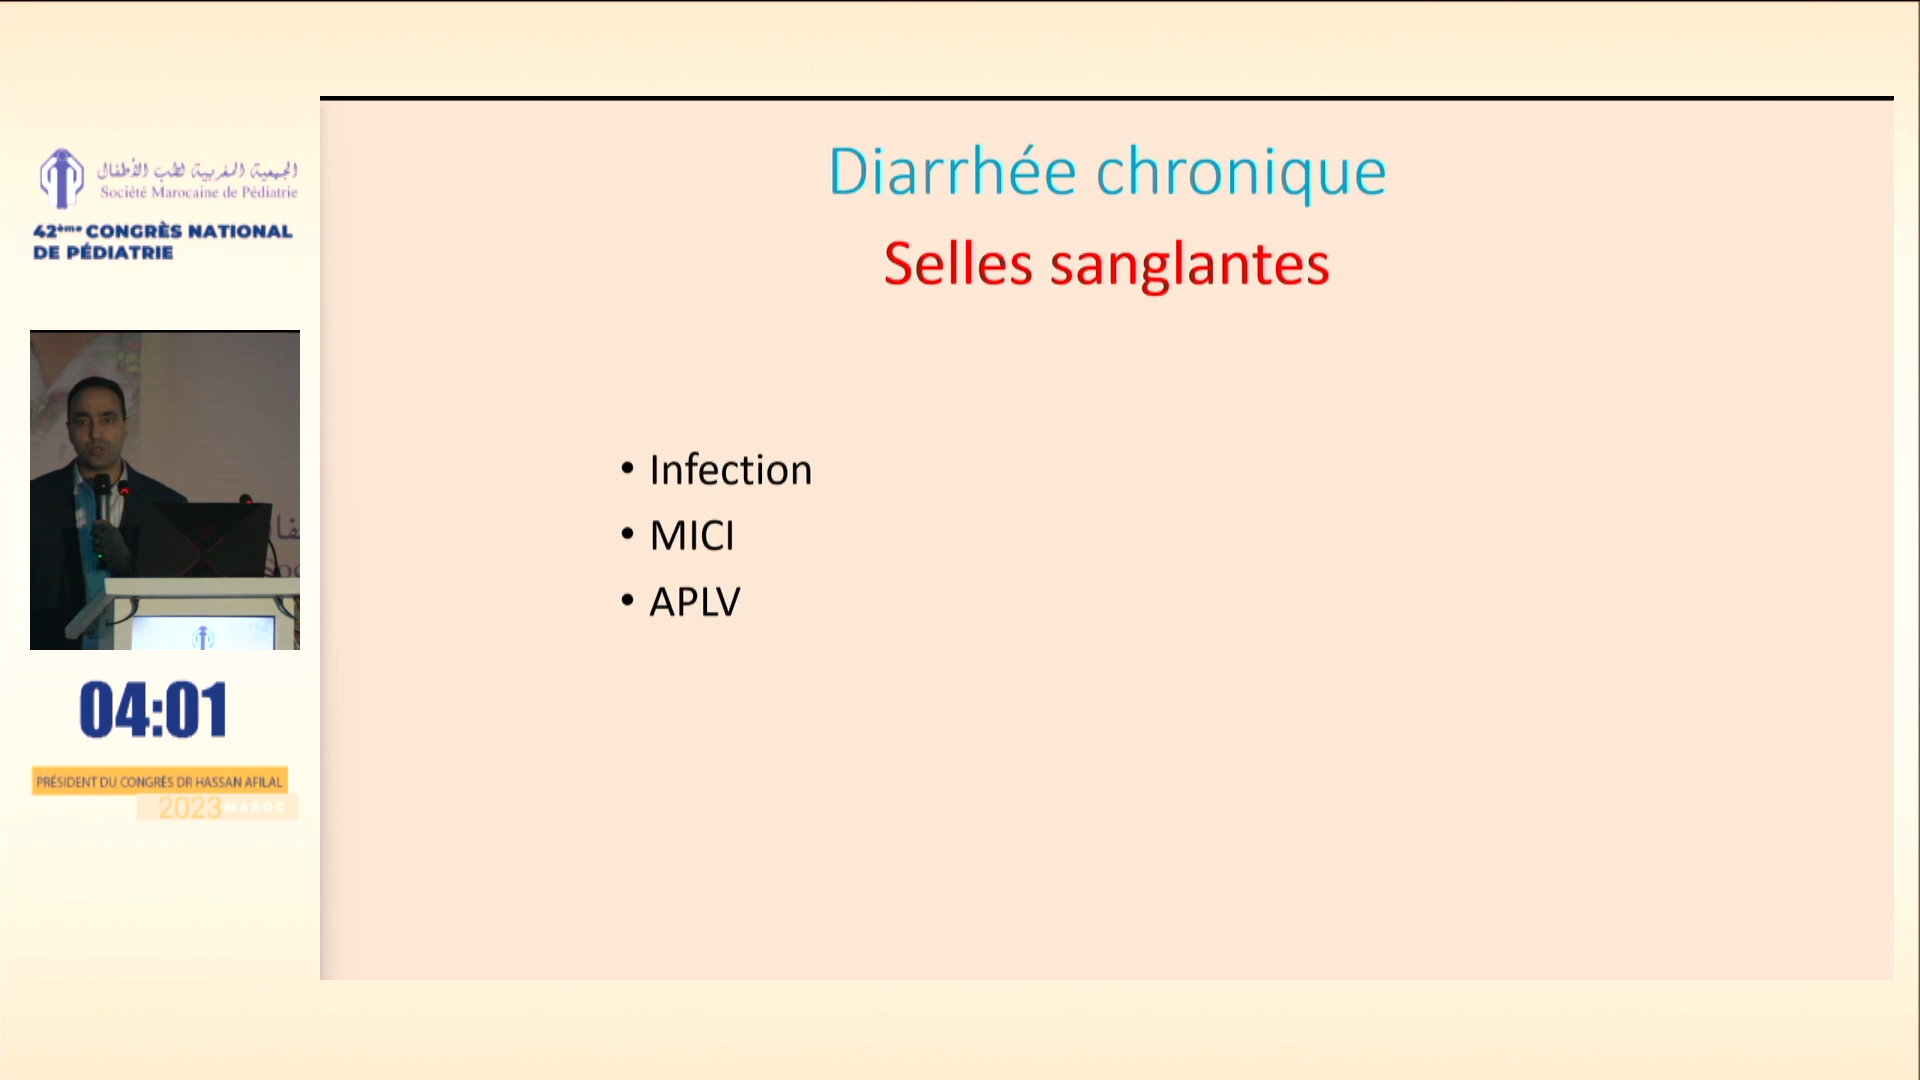 الجمعية المغربية لطب الأطفال
Société Marocaine de Pédiatrie
42ème CONGRÈS NATIONAL
DE PÉDIATRIE
04:01
PRÉSIDENT DU CONGRÈS DR HASSAN AFILAL
2023 MAROC
Diarrhée chronique
Selles sanglantes
• Infection
• MICI
• APLV